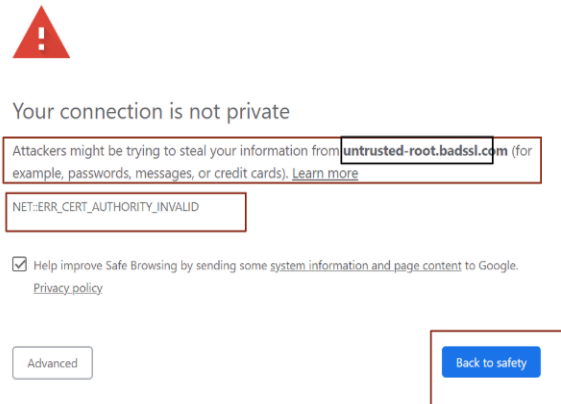 Your connection is not private
Attackers might be trying to steal your information from untrusted-root.badssl.com (for
example, passwords, messages, or credit cards). Learn more
NET::ERR_CERT_AUTHORITY_INVALID
Help improve Safe Browsing by sending some system information and page content to Google.
Privacy policy
Advanced
Back to safety